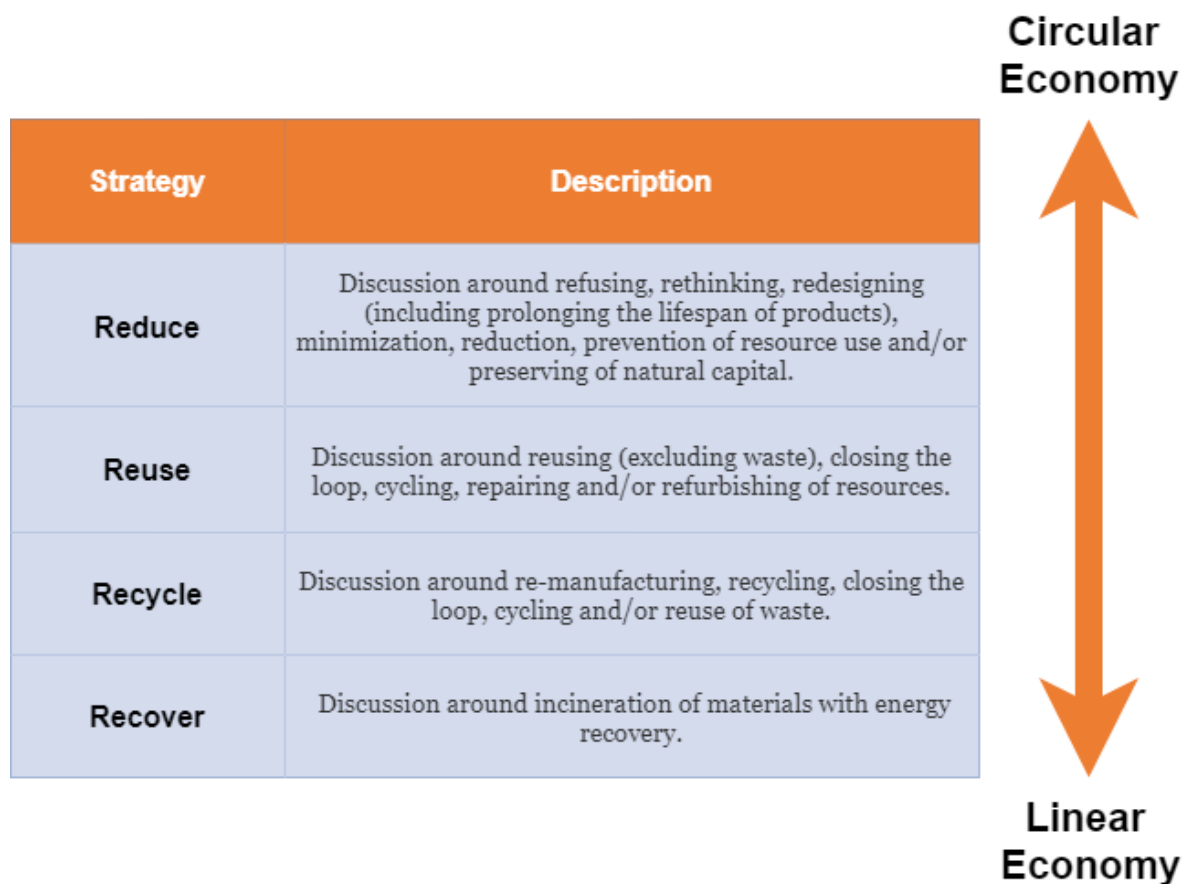 Circular
Economy
Strategy
Description
Reduce
Discussion around refusing, rethinking, redesigning
(including prolonging the lifespan of products),
minimization, reduction, prevention of resource use and/or
preserving of natural capital.
Reuse
Discussion around reusing (excluding waste), closing the
loop, cycling, repairing and/or refurbishing of resources.
Recycle
Discussion around re-manufacturing, recycling, closing the
loop, cycling and/or reuse of waste.
Recover
Discussion around incineration of materials with energy
recovery.
Linear
Economy